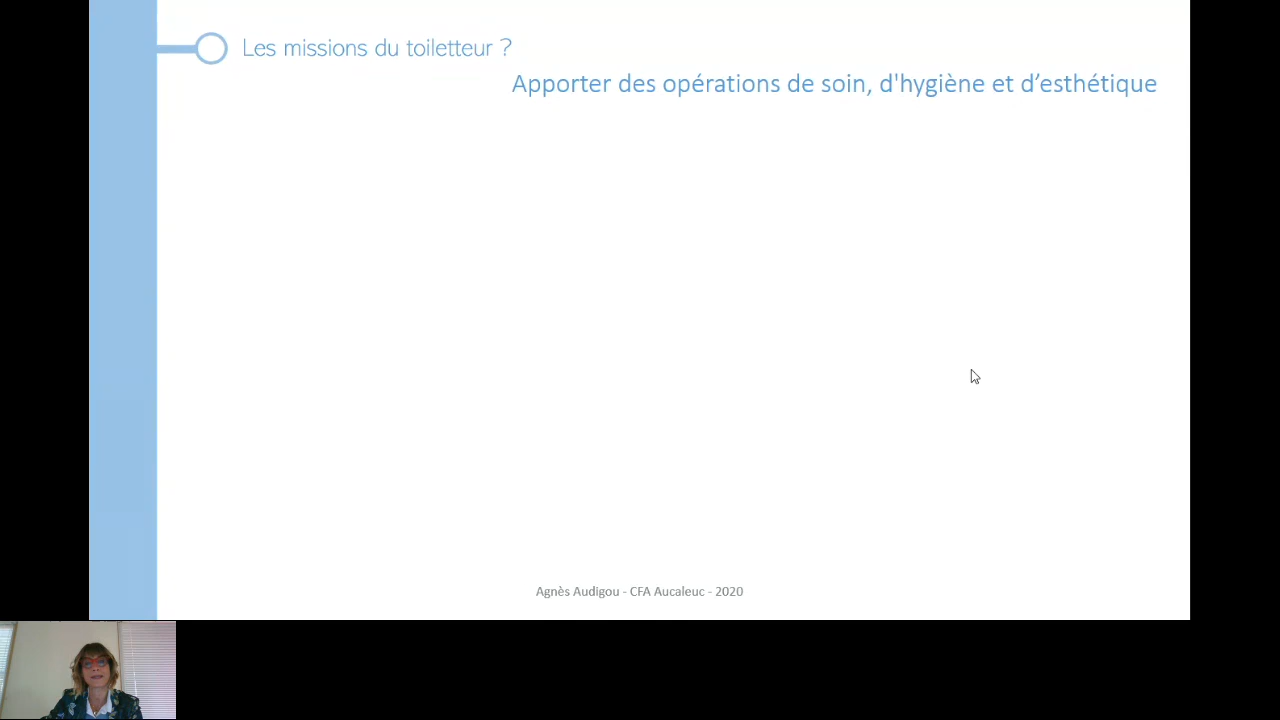 Les missions du toiletteur ?
Apporter des opérations de soin, d'hygiène et d’esthétique
Agnès Audigou - CFA Aucaleuc - 2020